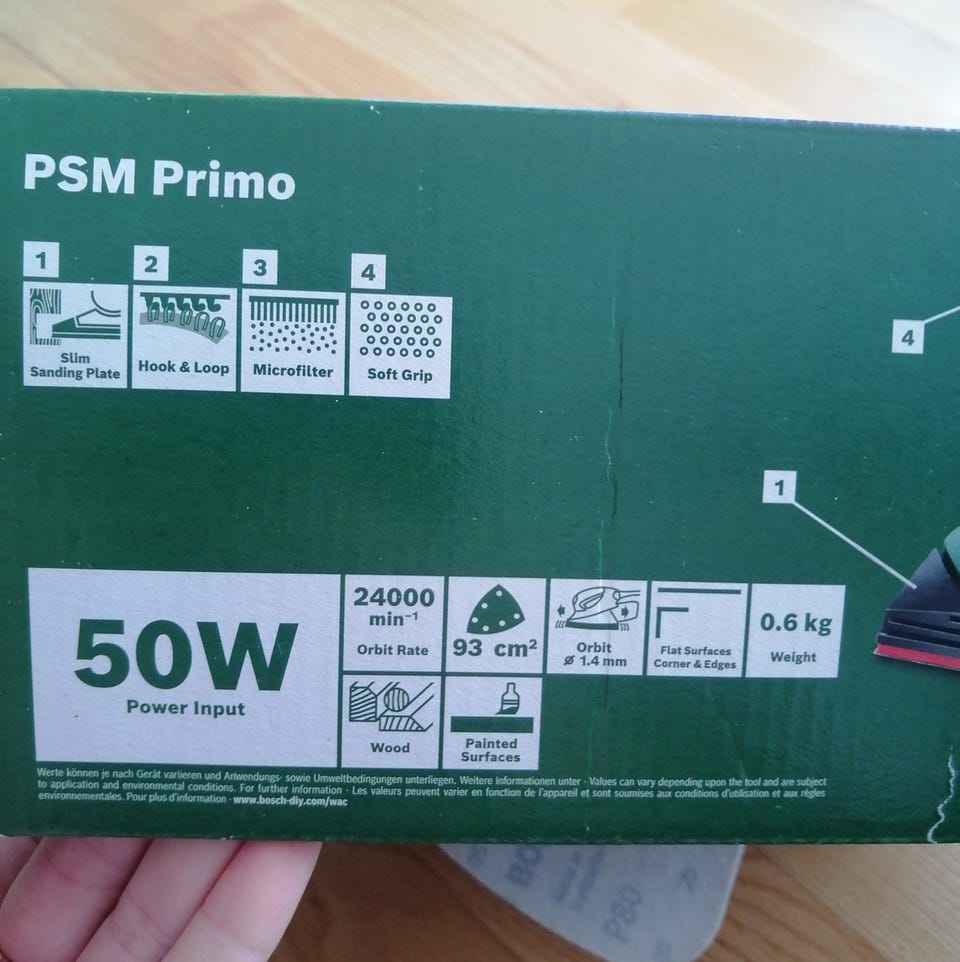 PSM Primo
1
2
3
4
Slim
Sanding Plate
Hook & Loop
Microfilter
Soft Grip
4
1
50W
Power Input
24000
min⁻¹
Orbit Rate
93 cm²
Orbit
Ø 1.4 mm
Flat Surfaces
Corner & Edges
0.6 kg
Weight
Wood
Painted
Surfaces
Werte können je nach Gerät variieren und Anwendungs- sowie Umweltbedingungen unterliegen. Weitere Informationen unter · Values can vary depending upon the tool and are subject
to application and environmental conditions. For further information · Les valeurs peuvent varier en fonction de l'appareil et sont soumises aux conditions d'utilisation et aux règles
environnementales. Pour plus d'information · www.bosch-diy.com/wac
BO
P80